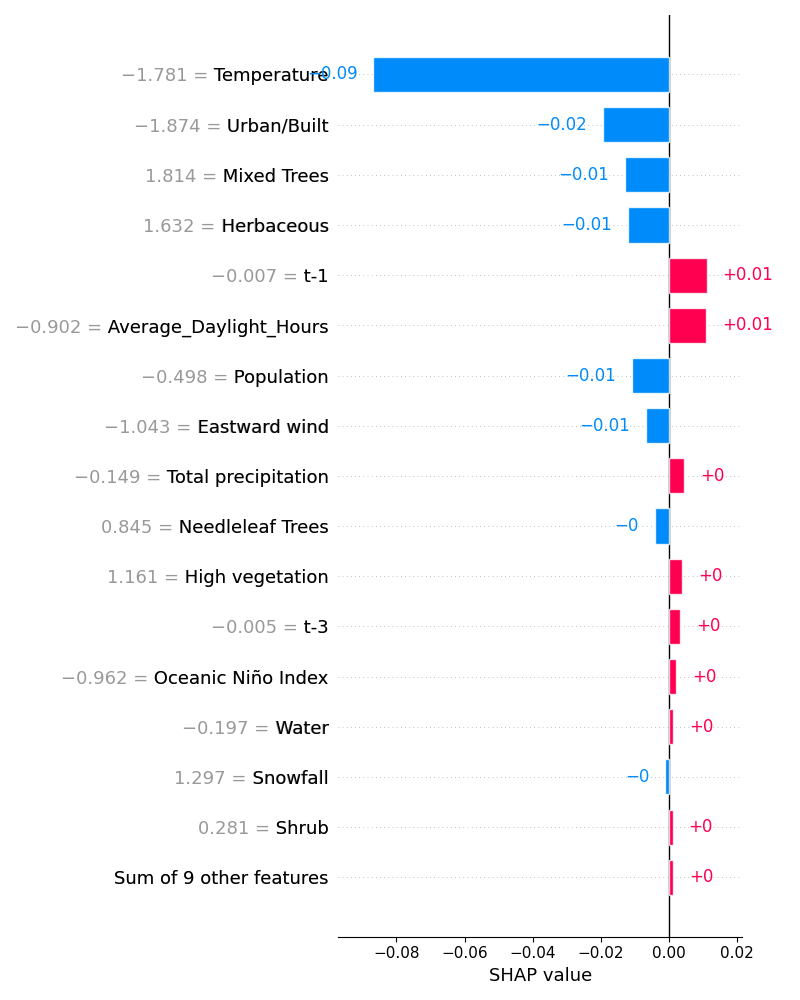 −1.781 = Temperature −0.09
−1.874 = Urban/Built −0.02
1.814 = Mixed Trees −0.01
1.632 = Herbaceous −0.01
−0.007 = t-1 +0.01
−0.902 = Average_Daylight_Hours +0.01
−0.498 = Population −0.01
−1.043 = Eastward wind −0.01
−0.149 = Total precipitation +0
0.845 = Needleleaf Trees −0
1.161 = High vegetation +0
−0.005 = t-3 +0
−0.962 = Oceanic Niño Index +0
−0.197 = Water +0
1.297 = Snowfall −0
0.281 = Shrub +0
Sum of 9 other features +0
−0.08 −0.06 −0.04 −0.02 0.00 0.02
SHAP value